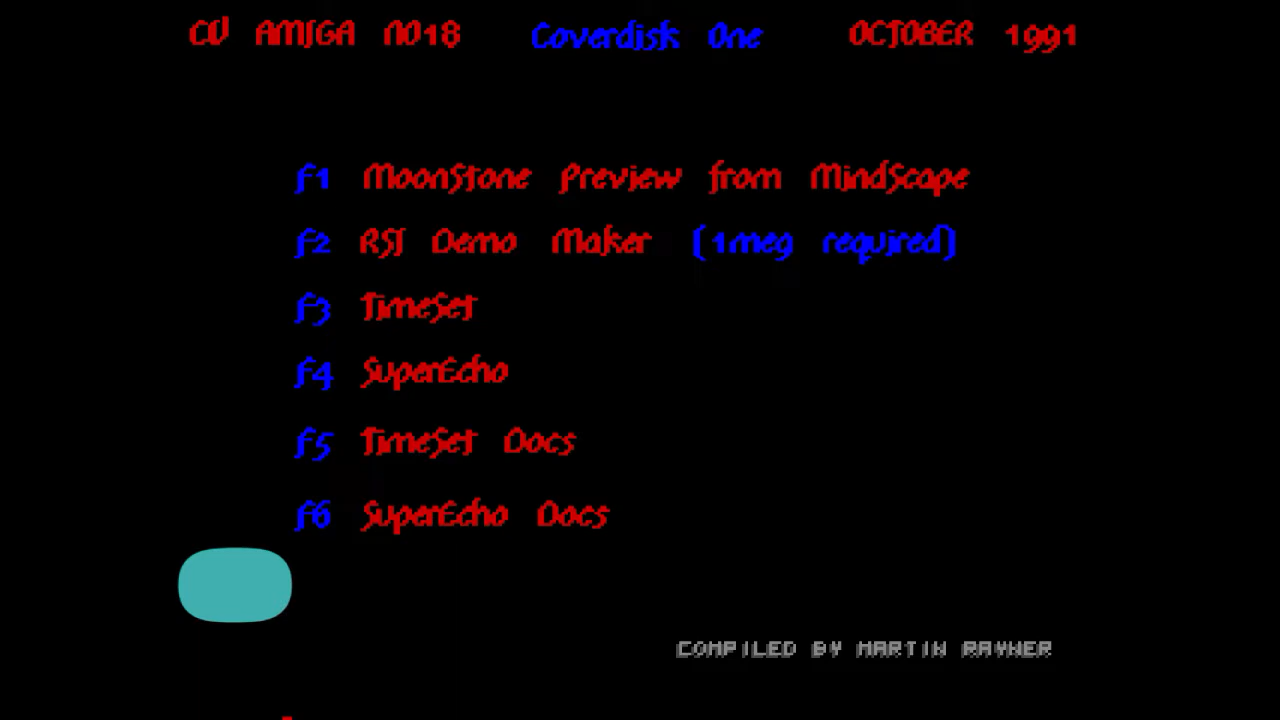 CU AMIGA NO18 Coverdisk One OCTOBER 1991
f1 MoonStone Preview from MindScape
f2 RSI Demo Maker (1meg required)
f3 TimeSet
f4 SuperEcho
f5 TimeSet Docs
f6 SuperEcho Docs
COMPILED BY MARTIN RAYNER